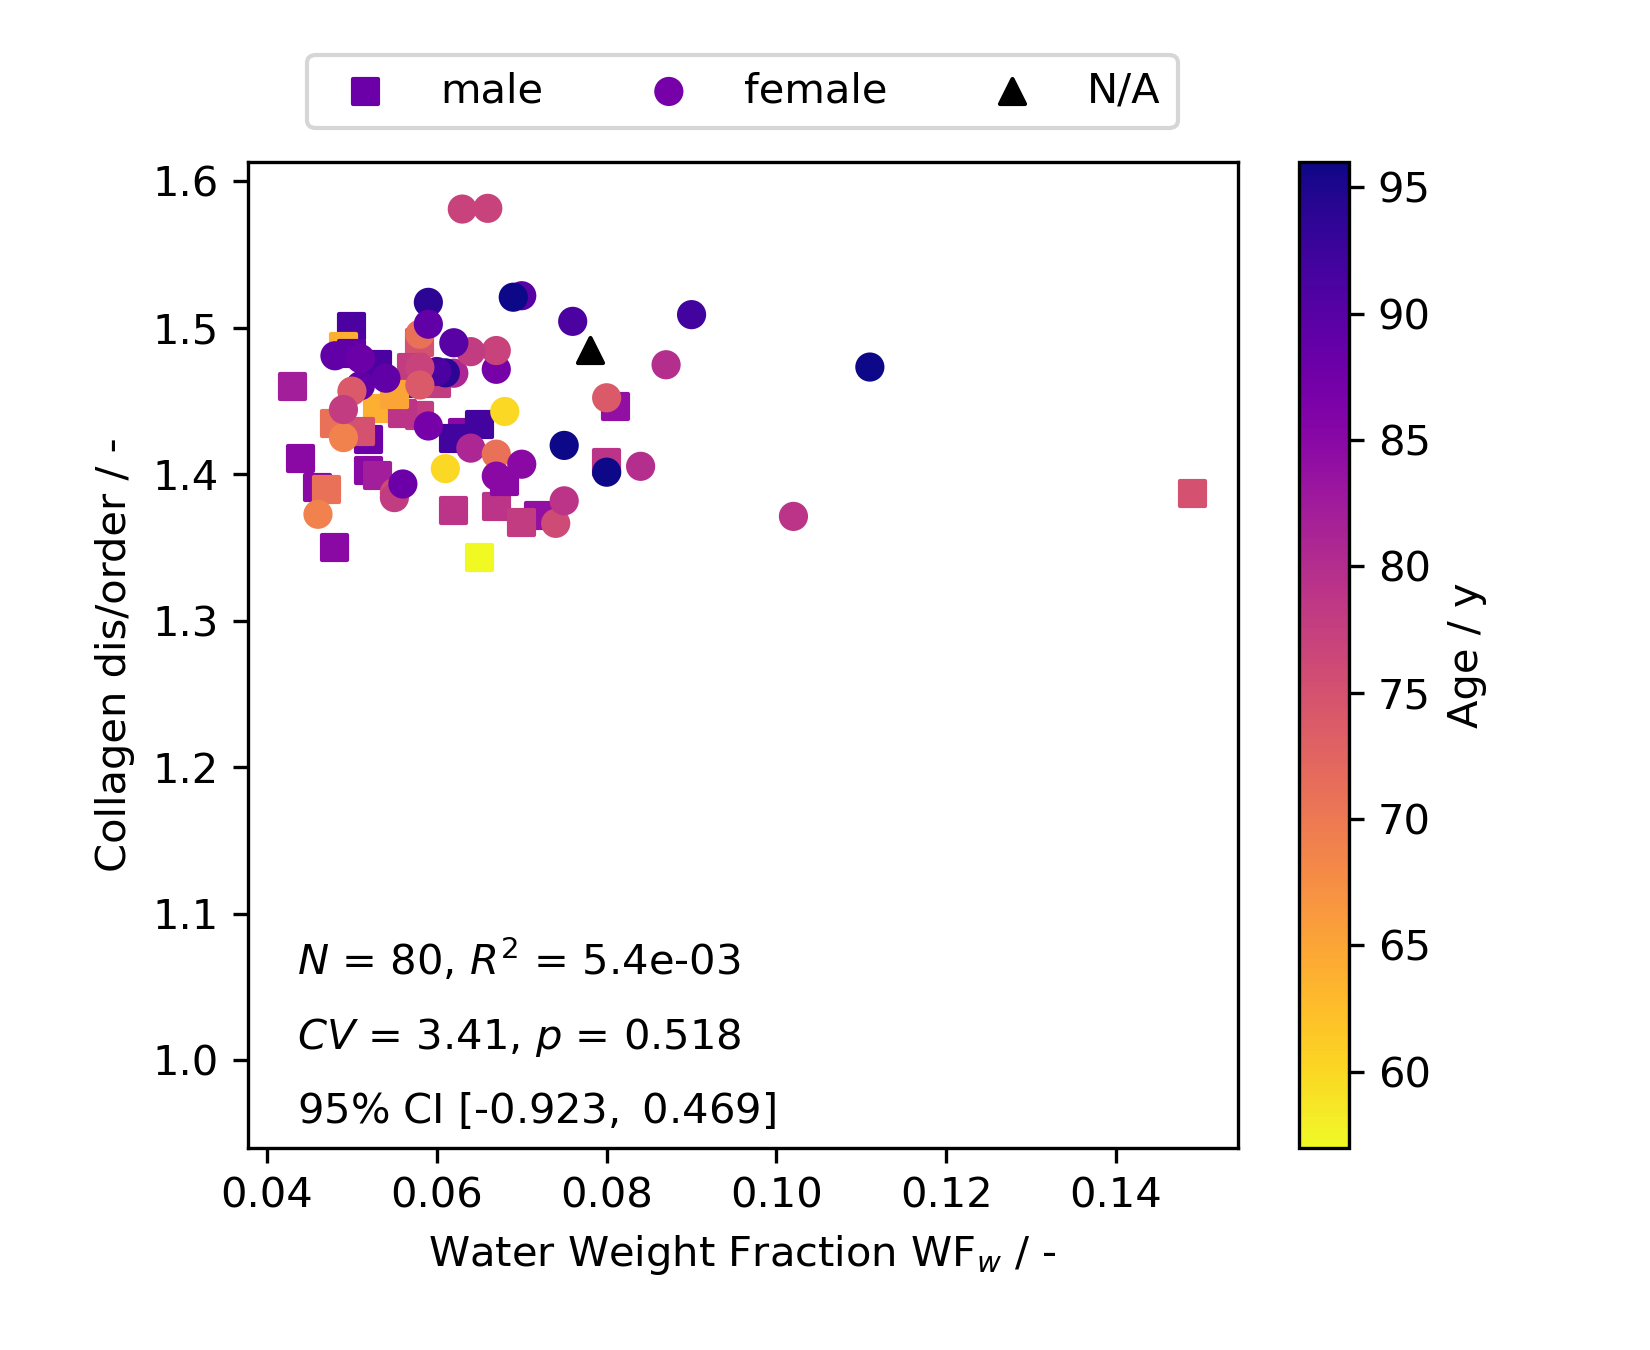 male female N/A
1.6
1.5
1.4
1.3
1.2
1.1
1.0
Collagen dis/order / -
N = 80, R² = 5.4e-03
CV = 3.41, p = 0.518
95% CI [-0.923, 0.469]
0.04 0.06 0.08 0.10 0.12 0.14
Water Weight Fraction WF_w / -
95
90
85
80
75
70
65
60
Age / y